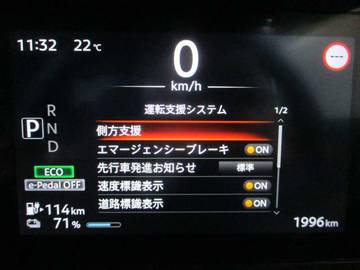 11:32 22℃
0
km/h
運転支援システム 1/2
側方支援
エマージェンシーブレーキ ON
先行車発進お知らせ 標準
速度標識表示 ON
道路標識表示 ON
R
P N
D
ECO
e-Pedal OFF
114km
71%
1996km